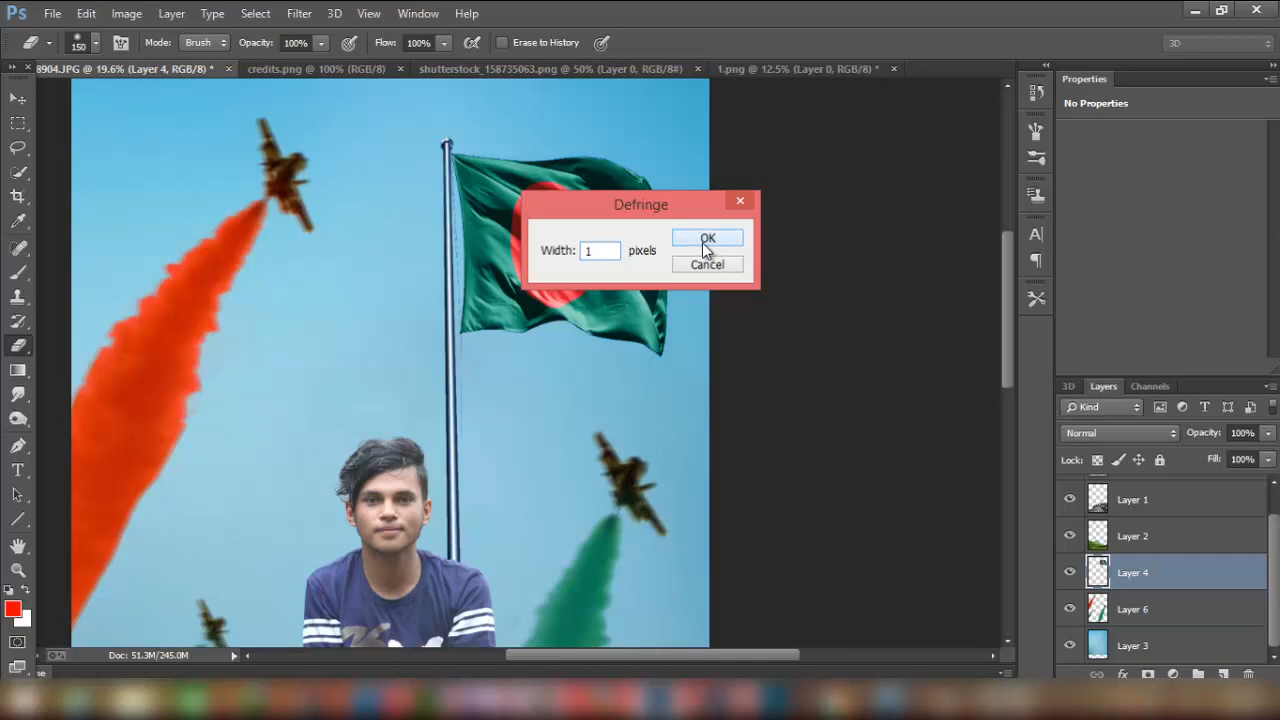 Ps File Edit Image Layer Type Select Filter 3D View Window Help
150 Mode: Brush Opacity: 100% Flow: 100% Erase to History 3D
8904.JPG @ 19.6% (Layer 4, RGB/8) * × credits.png @ 100% (RGB/8) × shutterstock_158735063.png @ 50% (Layer 0, RGB/8#) × 1.png @ 12.5% (Layer 0, RGB/8) * ×
Properties
No Properties
Defringe
Width: 1 pixels
OK
Cancel
3D Layers Channels
Kind
Normal Opacity: 100%
Lock: Fill: 100%
Layer 1
Layer 2
Layer 4
Layer 6
Layer 3
Doc: 51.3M/245.0M
ne